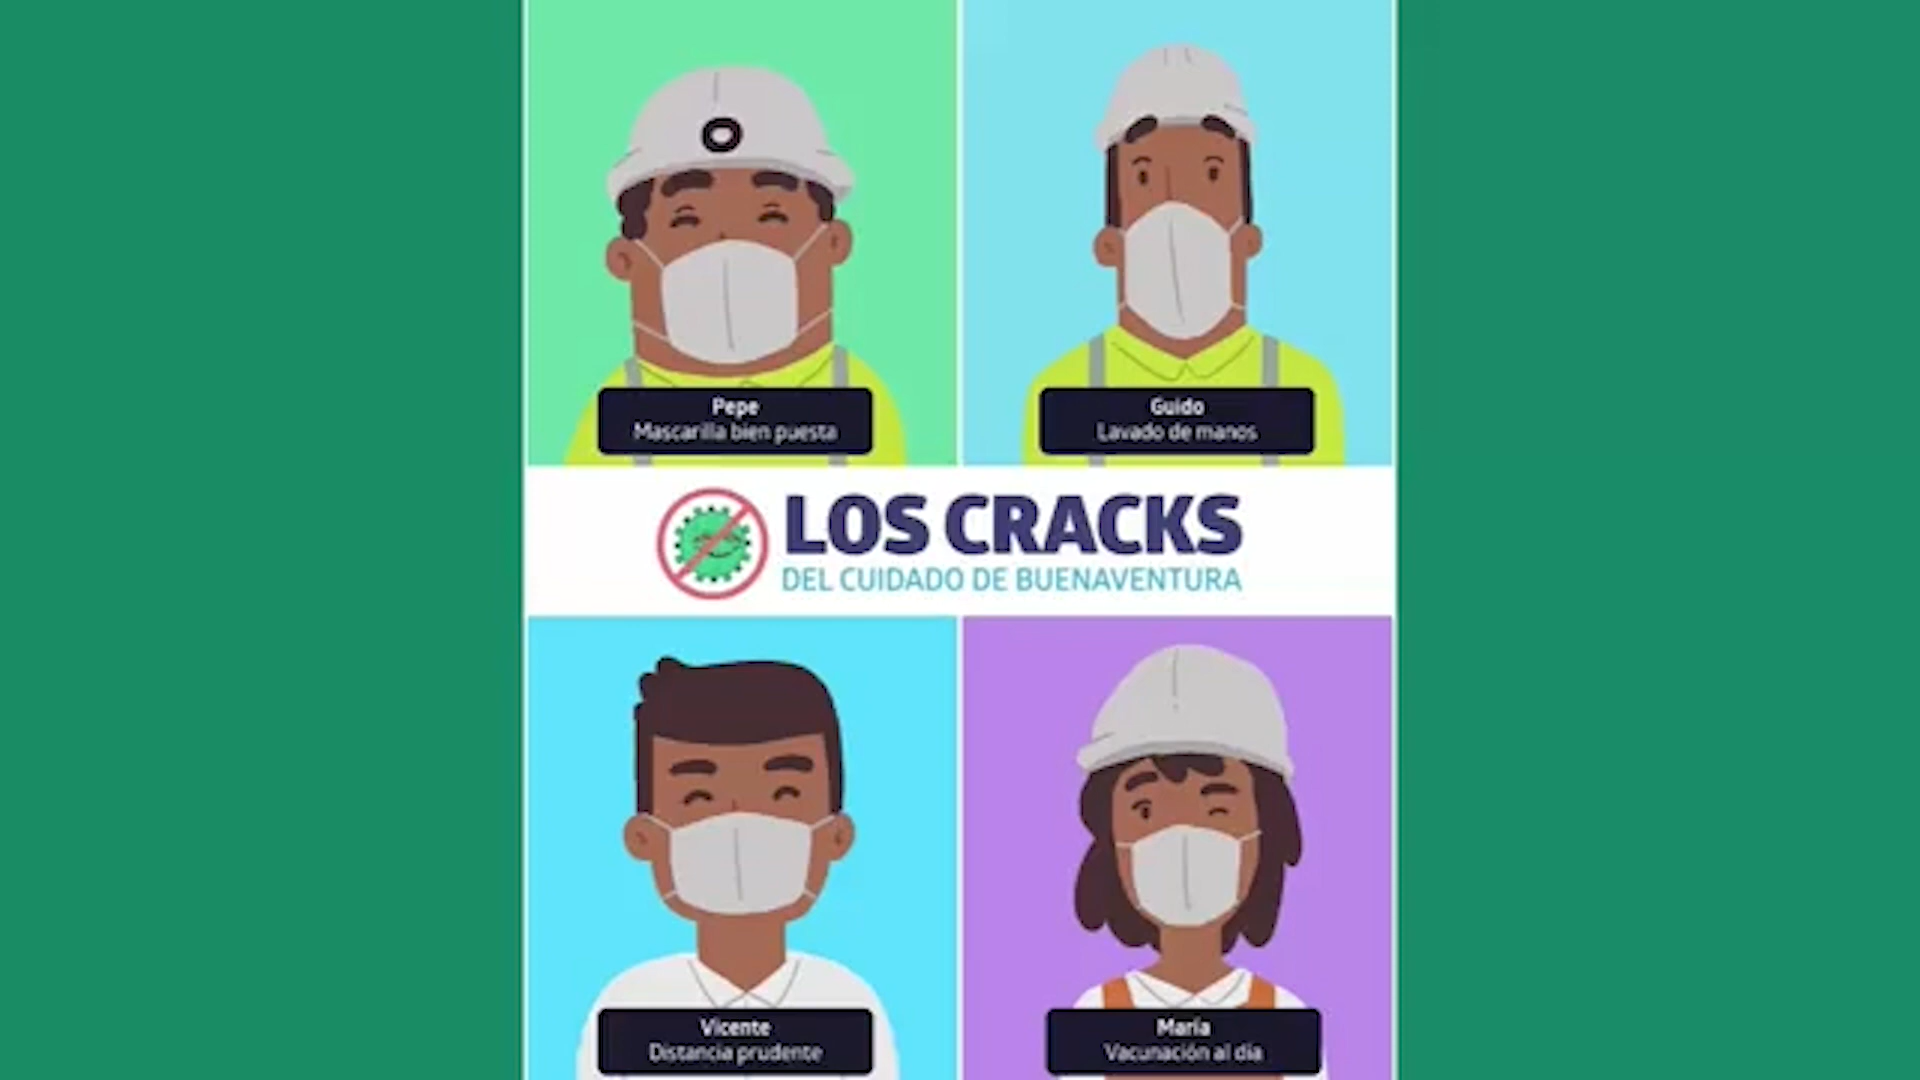 Pepe
Mascarilla bien puesta
Guido
Lavado de manos
LOS CRACKS
DEL CUIDADO DE BUENAVENTURA
Vicente
Distancia prudente
María
Vacunación al día